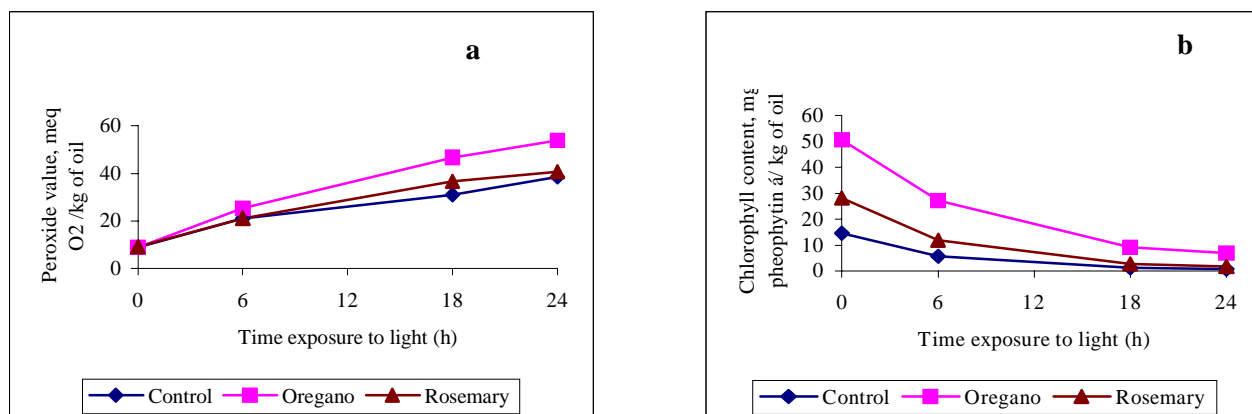 a
Peroxide value, meq
O2 /kg of oil
60
40
20
0
0 6 12 18 24
Time exposure to light (h)
Control Oregano Rosemary
b
Chlorophyll content, mg
pheophytin á/ kg of oil
60
50
40
30
20
10
0
0 6 12 18 24
Time exposure to light (h)
Control Oregano Rosemary